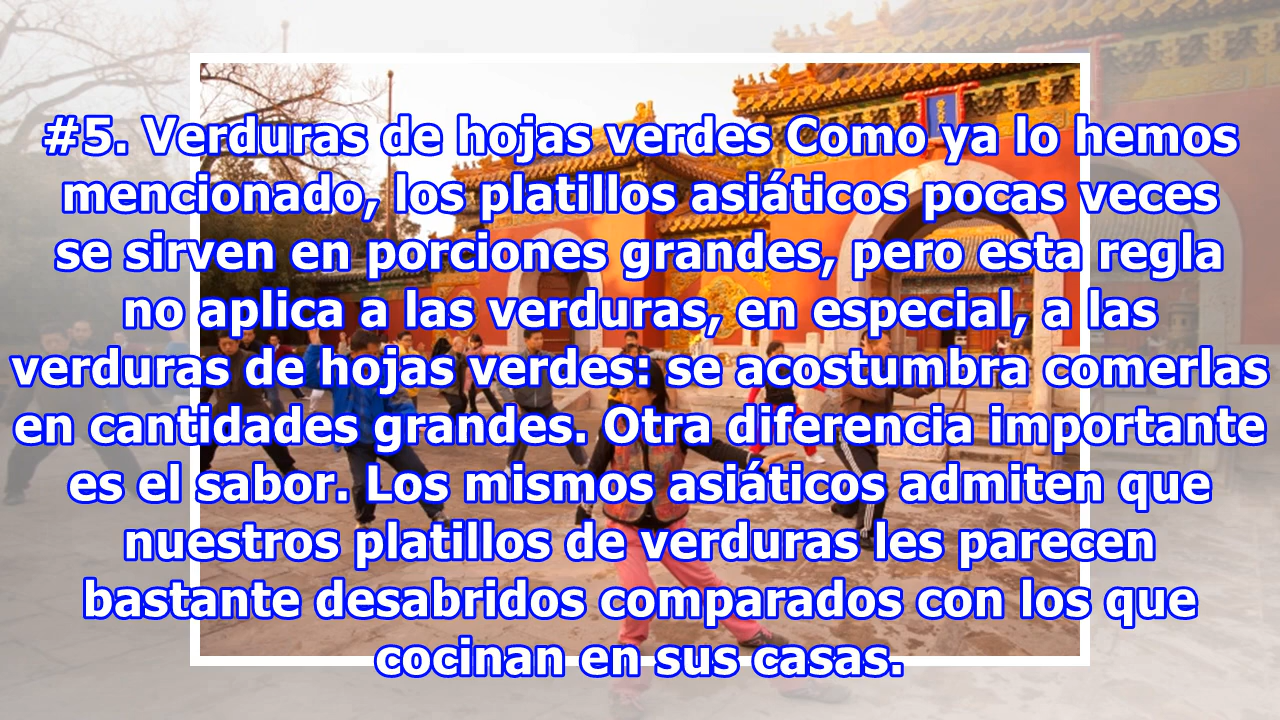 #5. Verduras de hojas verdes Como ya lo hemos
mencionado, los platillos asiáticos pocas veces
se sirven en porciones grandes, pero esta regla
no aplica a las verduras, en especial, a las
verduras de hojas verdes: se acostumbra comerlas
en cantidades grandes. Otra diferencia importante
es el sabor. Los mismos asiáticos admiten que
nuestros platillos de verduras les parecen
bastante desabridos comparados con los que
cocinan en sus casas.